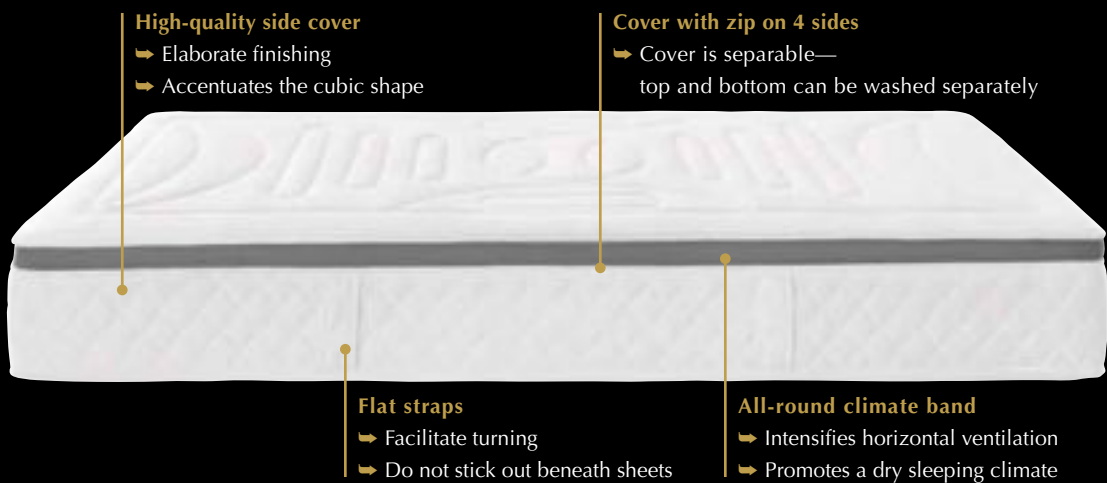 High-quality side cover
➥ Elaborate finishing
➥ Accentuates the cubic shape
Cover with zip on 4 sides
➥ Cover is separable—
top and bottom can be washed separately
Flat straps
➥ Facilitate turning
➥ Do not stick out beneath sheets
All-round climate band
➥ Intensifies horizontal ventilation
➥ Promotes a dry sleeping climate